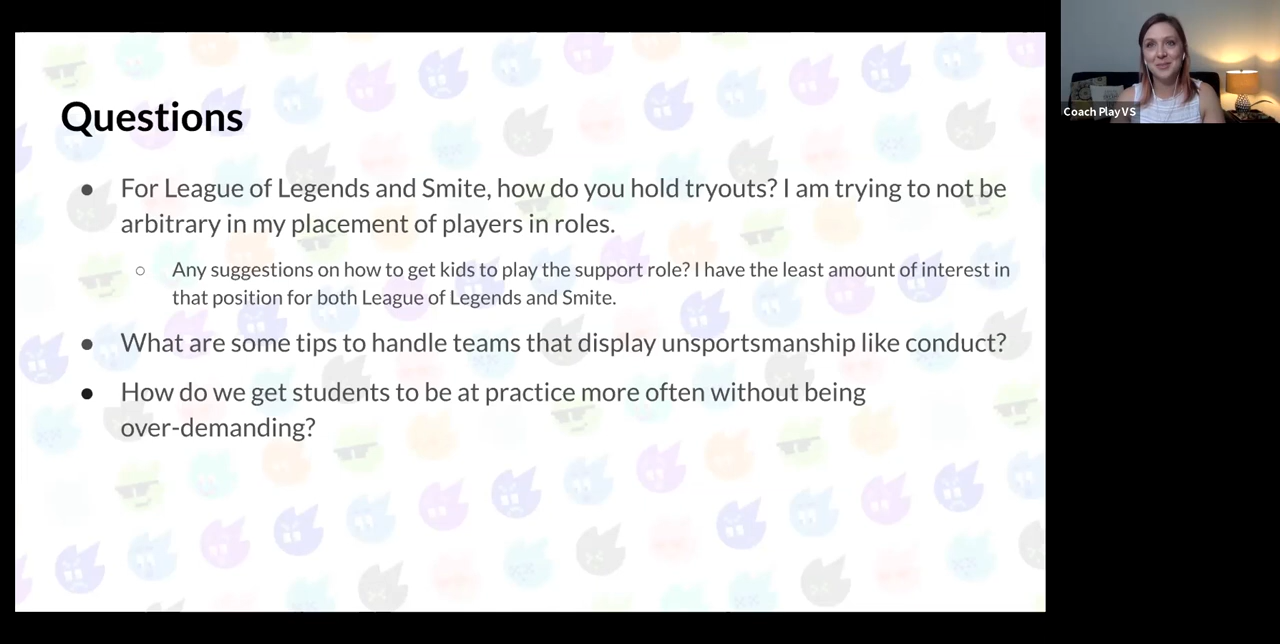 Questions
● For League of Legends and Smite, how do you hold tryouts? I am trying to not be
arbitrary in my placement of players in roles.
○ Any suggestions on how to get kids to play the support role? I have the least amount of interest in
that position for both League of Legends and Smite.
● What are some tips to handle teams that display unsportsmanship like conduct?
● How do we get students to be at practice more often without being
over-demanding?
Coach PlayVS